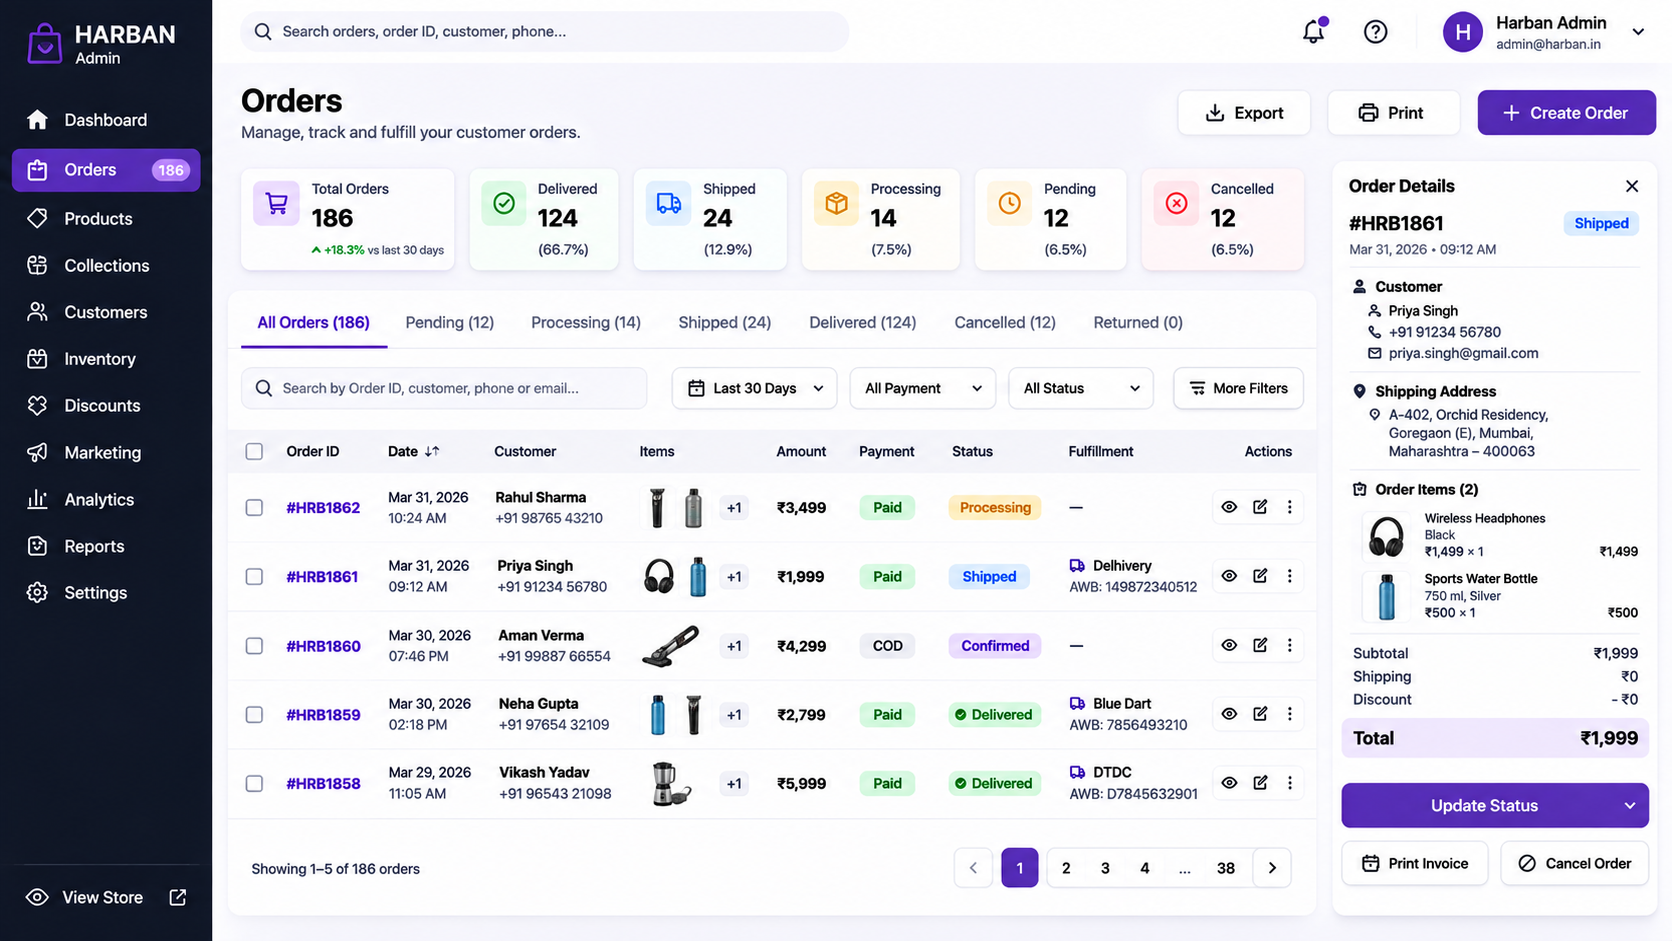 HARBAN
Admin
Search orders, order ID, customer, phone...
H
Harban Admin
admin@harban.in
Dashboard
Orders 186
Products
Collections
Customers
Inventory
Discounts
Marketing
Analytics
Reports
Settings
View Store
Orders
Manage, track and fulfill your customer orders.
Export
Print
+ Create Order
Total Orders
186
+18.3% vs last 30 days
Delivered
124
(66.7%)
Shipped
24
(12.9%)
Processing
14
(7.5%)
Pending
12
(6.5%)
Cancelled
12
(6.5%)
All Orders (186) Pending (12) Processing (14) Shipped (24) Delivered (124) Cancelled (12) Returned (0)
Search by Order ID, customer, phone or email...
Last 30 Days
All Payment
All Status
More Filters
Order ID Date ↓↑ Customer Items Amount Payment Status Fulfillment Actions
#HRB1862 Mar 31, 2026 Rahul Sharma +1 ₹3,499 Paid Processing —
10:24 AM +91 98765 43210
#HRB1861 Mar 31, 2026 Priya Singh +1 ₹1,999 Paid Shipped Delhivery
09:12 AM +91 91234 56780 AWB: 149872340512
#HRB1860 Mar 30, 2026 Aman Verma +1 ₹4,299 COD Confirmed —
07:46 PM +91 99887 66554
#HRB1859 Mar 30, 2026 Neha Gupta +1 ₹2,799 Paid Delivered Blue Dart
02:18 PM +91 97654 32109 AWB: 7856493210
#HRB1858 Mar 29, 2026 Vikash Yadav +1 ₹5,999 Paid Delivered DTDC
11:05 AM +91 96543 21098 AWB: D7845632901
Showing 1–5 of 186 orders
1 2 3 4 ... 38
Order Details
#HRB1861 Shipped
Mar 31, 2026 • 09:12 AM
Customer
Priya Singh
+91 91234 56780
priya.singh@gmail.com
Shipping Address
A-402, Orchid Residency,
Goregaon (E), Mumbai,
Maharashtra – 400063
Order Items (2)
Wireless Headphones
Black
₹1,499 × 1 ₹1,499
Sports Water Bottle
750 ml, Silver
₹500 × 1 ₹500
Subtotal ₹1,999
Shipping ₹0
Discount - ₹0
Total ₹1,999
Update Status
Print Invoice
Cancel Order